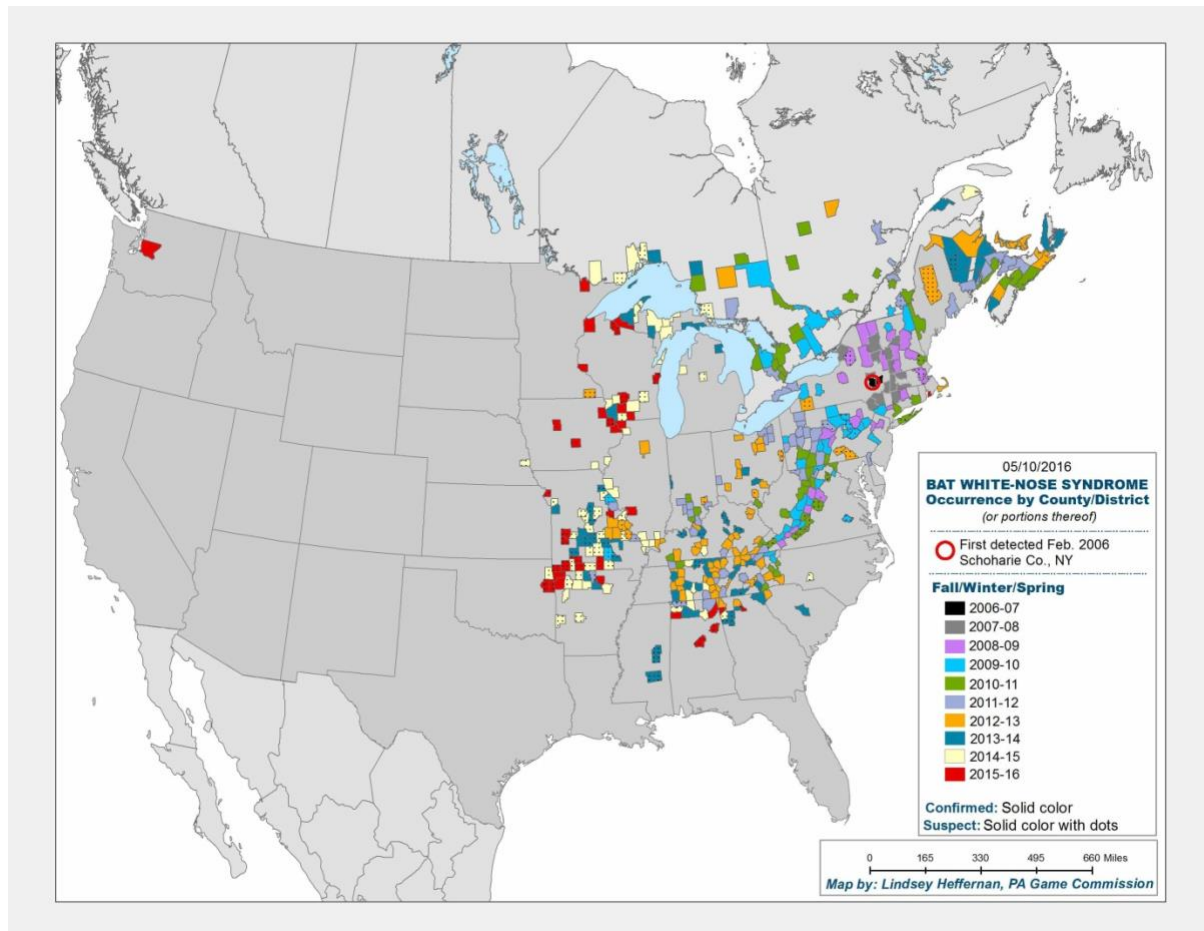 05/10/2016
BAT WHITE-NOSE SYNDROME
Occurrence by County/District
(or portions thereof)
First detected Feb. 2006
Schoharie Co., NY
Fall/Winter/Spring
2006-07
2007-08
2008-09
2009-10
2010-11
2011-12
2012-13
2013-14
2014-15
2015-16
Confirmed: Solid color
Suspect: Solid color with dots
0 165 330 495 660 Miles
Map by: Lindsey Heffernan, PA Game Commission